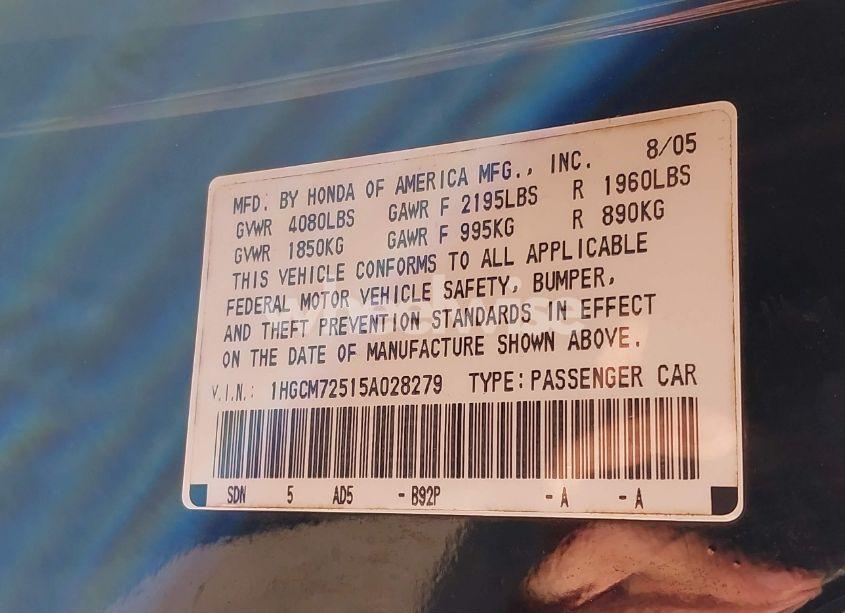 MFD. BY HONDA OF AMERICA MFG., INC. 8/05
GVWR 4080LBS GAWR F 2195LBS R 1960LBS
GVWR 1850KG GAWR F 995KG R 890KG
THIS VEHICLE CONFORMS TO ALL APPLICABLE
FEDERAL MOTOR VEHICLE SAFETY, BUMPER,
AND THEFT PREVENTION STANDARDS IN EFFECT
ON THE DATE OF MANUFACTURE SHOWN ABOVE.
V.I.N.: 1HGCM72515A028279 TYPE: PASSENGER CAR
SDN 5 AD5 - B92P - A - A